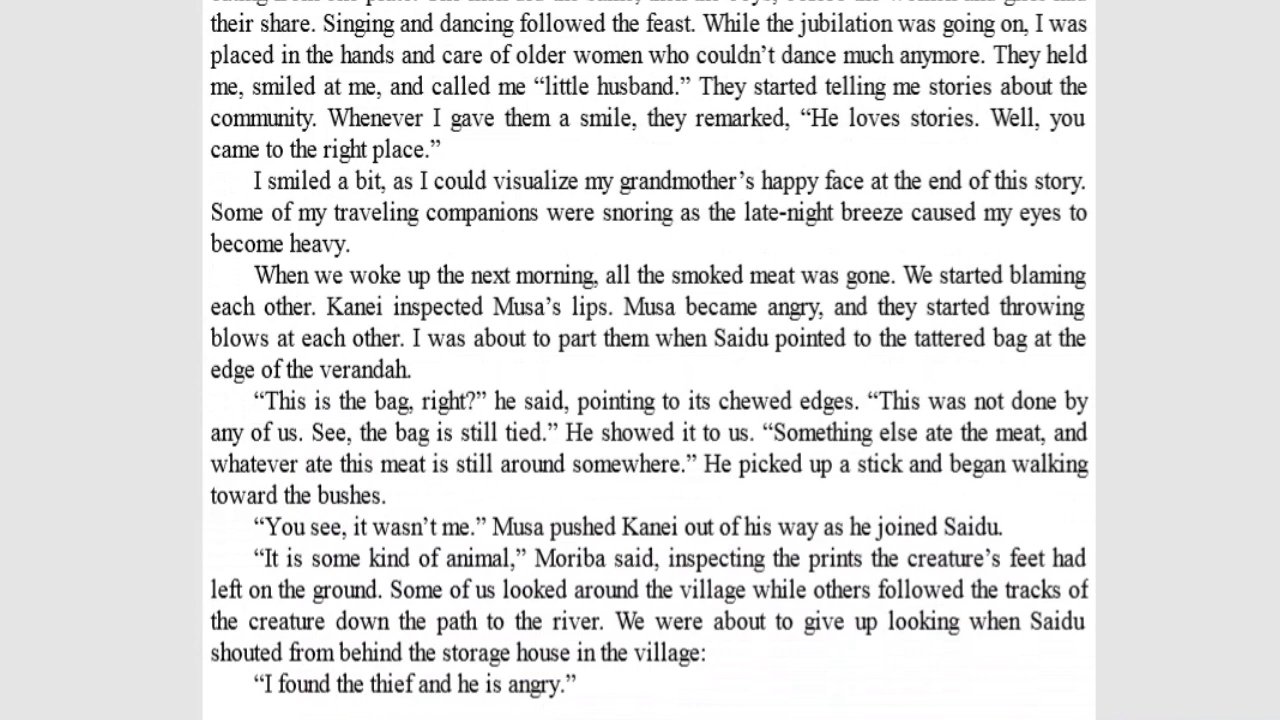 their share. Singing and dancing followed the feast. While the jubilation was going on, I was
placed in the hands and care of older women who couldn’t dance much anymore. They held
me, smiled at me, and called me “little husband.” They started telling me stories about the
community. Whenever I gave them a smile, they remarked, “He loves stories. Well, you
came to the right place.”
I smiled a bit, as I could visualize my grandmother’s happy face at the end of this story.
Some of my traveling companions were snoring as the late-night breeze caused my eyes to
become heavy.
When we woke up the next morning, all the smoked meat was gone. We started blaming
each other. Kanei inspected Musa’s lips. Musa became angry, and they started throwing
blows at each other. I was about to part them when Saidu pointed to the tattered bag at the
edge of the verandah.
“This is the bag, right?” he said, pointing to its chewed edges. “This was not done by
any of us. See, the bag is still tied.” He showed it to us. “Something else ate the meat, and
whatever ate this meat is still around somewhere.” He picked up a stick and began walking
toward the bushes.
“You see, it wasn’t me.” Musa pushed Kanei out of his way as he joined Saidu.
“It is some kind of animal,” Moriba said, inspecting the prints the creature’s feet had
left on the ground. Some of us looked around the village while others followed the tracks of
the creature down the path to the river. We were about to give up looking when Saidu
shouted from behind the storage house in the village:
“I found the thief and he is angry.”